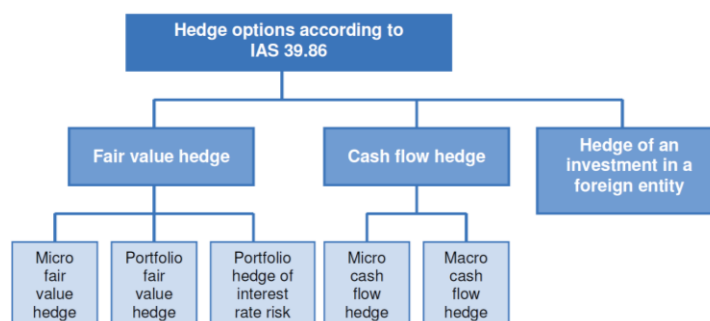 Hedge options according to
IAS 39.86
Fair value hedge
Cash flow hedge
Hedge of an
investment in a
foreign entity
Micro
fair
value
hedge
Portfolio
fair
value
hedge
Portfolio
hedge of
interest
rate risk
Micro
cash
flow
hedge
Macro
cash
flow
hedge